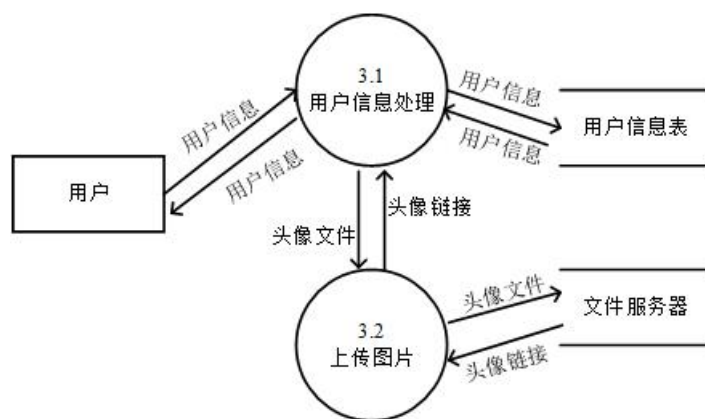 3.1
用户信息处理
用户信息
用户信息
用户信息
用户信息
用户信息表
用户
头像文件
头像链接
3.2
上传图片
头像文件
头像链接
文件服务器